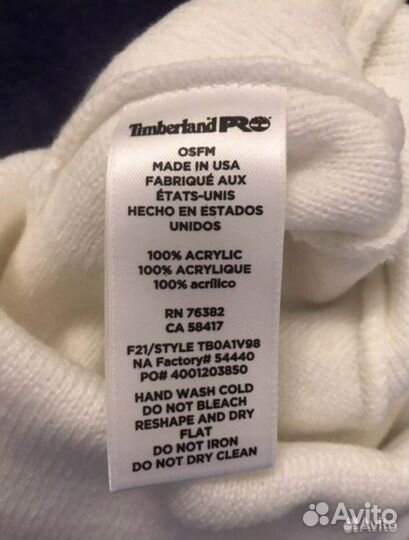 Timberland PRO
OSFM
MADE IN USA
FABRIQUÉ AUX
ÉTATS-UNIS
HECHO EN ESTADOS
UNIDOS
100% ACRYLIC
100% ACRYLIQUE
100% acrílico
RN 76382
CA 58417
F21/STYLE TB0A1V98
NA Factory# 54440
PO# 4001203850
HAND WASH COLD
DO NOT BLEACH
RESHAPE AND DRY
FLAT
DO NOT IRON
DO NOT DRY CLEAN
Avito